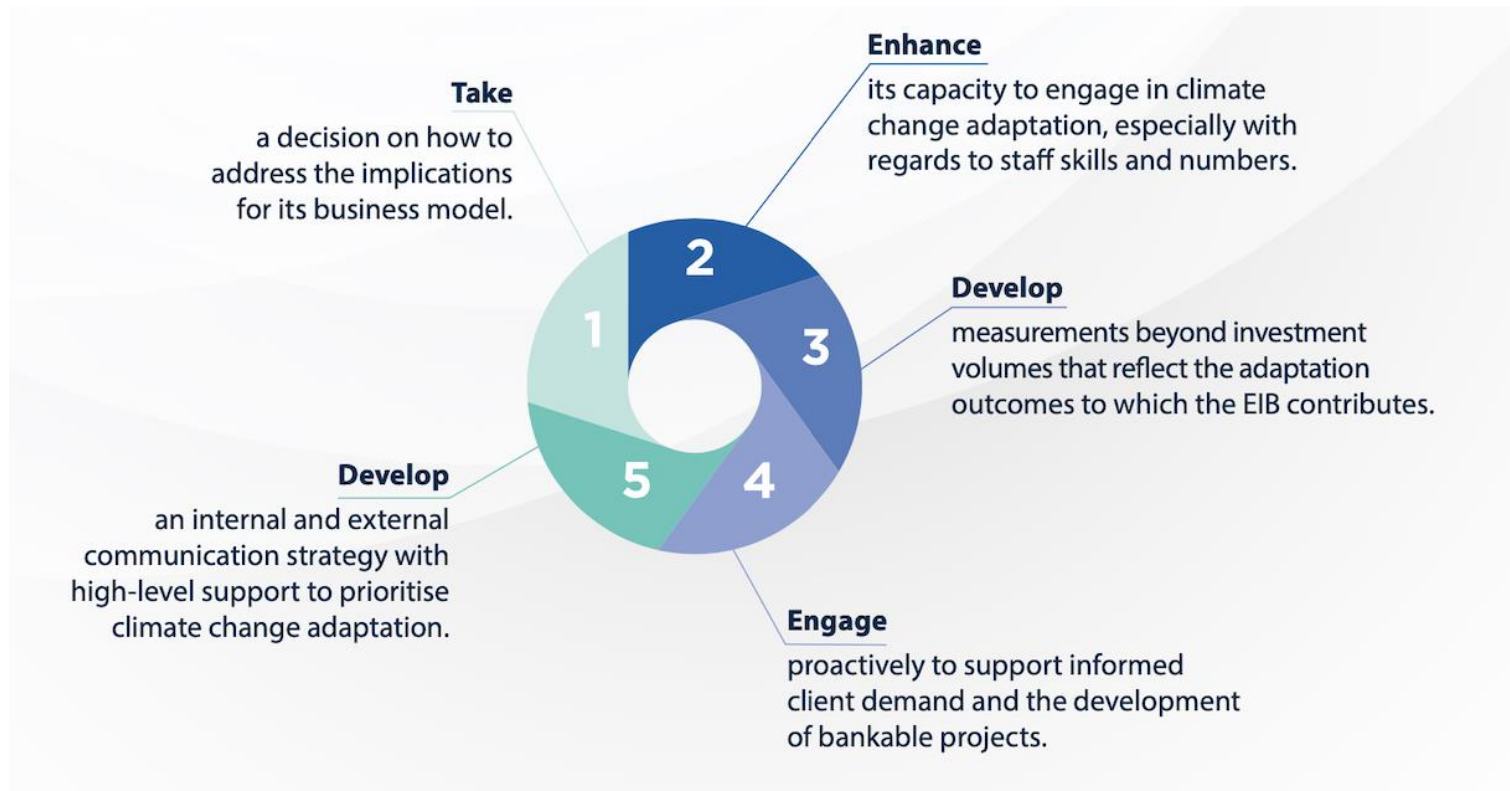 Take
a decision on how to
address the implications
for its business model.
1
Enhance
its capacity to engage in climate
change adaptation, especially with
regards to staff skills and numbers.
2
Develop
measurements beyond investment
volumes that reflect the adaptation
outcomes to which the EIB contributes.
3
Engage
proactively to support informed
client demand and the development
of bankable projects.
4
Develop
an internal and external
communication strategy with
high-level support to prioritise
climate change adaptation.
5